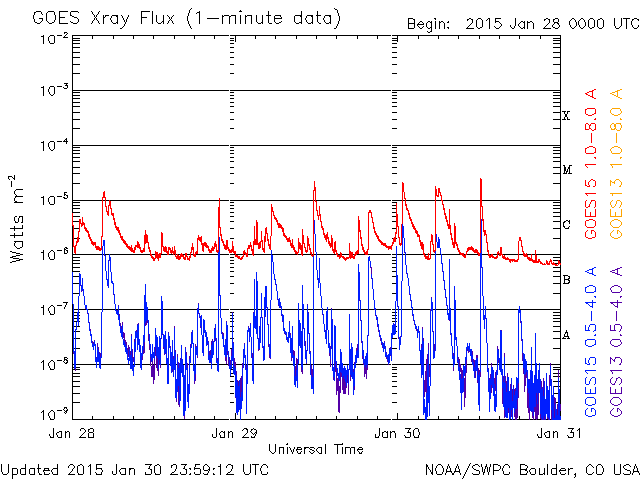 GOES Xray Flux (1-minute data)
Begin: 2015 Jan 28 0000 UTC
10-2
10-3
10-4
10-5
10-6
10-7
10-8
10-9
Watts m-2
X
M
C
B
A
GOES15 1.0-8.0 A
GOES13 1.0-8.0 A
GOES15 0.5-4.0 A
GOES13 0.5-4.0 A
Jan 28
Jan 29
Jan 30
Jan 31
Universal Time
Updated 2015 Jan 30 23:59:12 UTC
NOAA/SWPC Boulder, CO USA